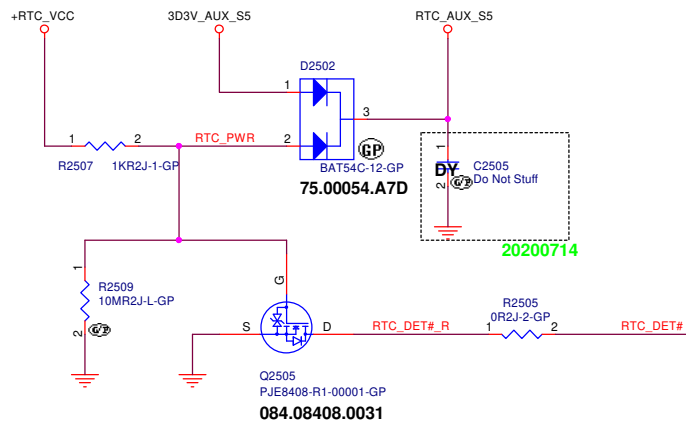 +RTC_VCC
3D3V_AUX_S5
RTC_AUX_S5
D2502
1
3
2
RTC_PWR
1
2
R2507
1KR2J-1-GP
GP
BAT54C-12-GP
75.00054.A7D
1
DY
C2505
G/P
Do Not Stuff
2
20200714
1
R2509
10MR2J-L-GP
G/P
2
G
S
D
RTC_DET#_R
R2505
0R2J-2-GP
1
2
RTC_DET#
Q2505
PJE8408-R1-00001-GP
084.08408.0031